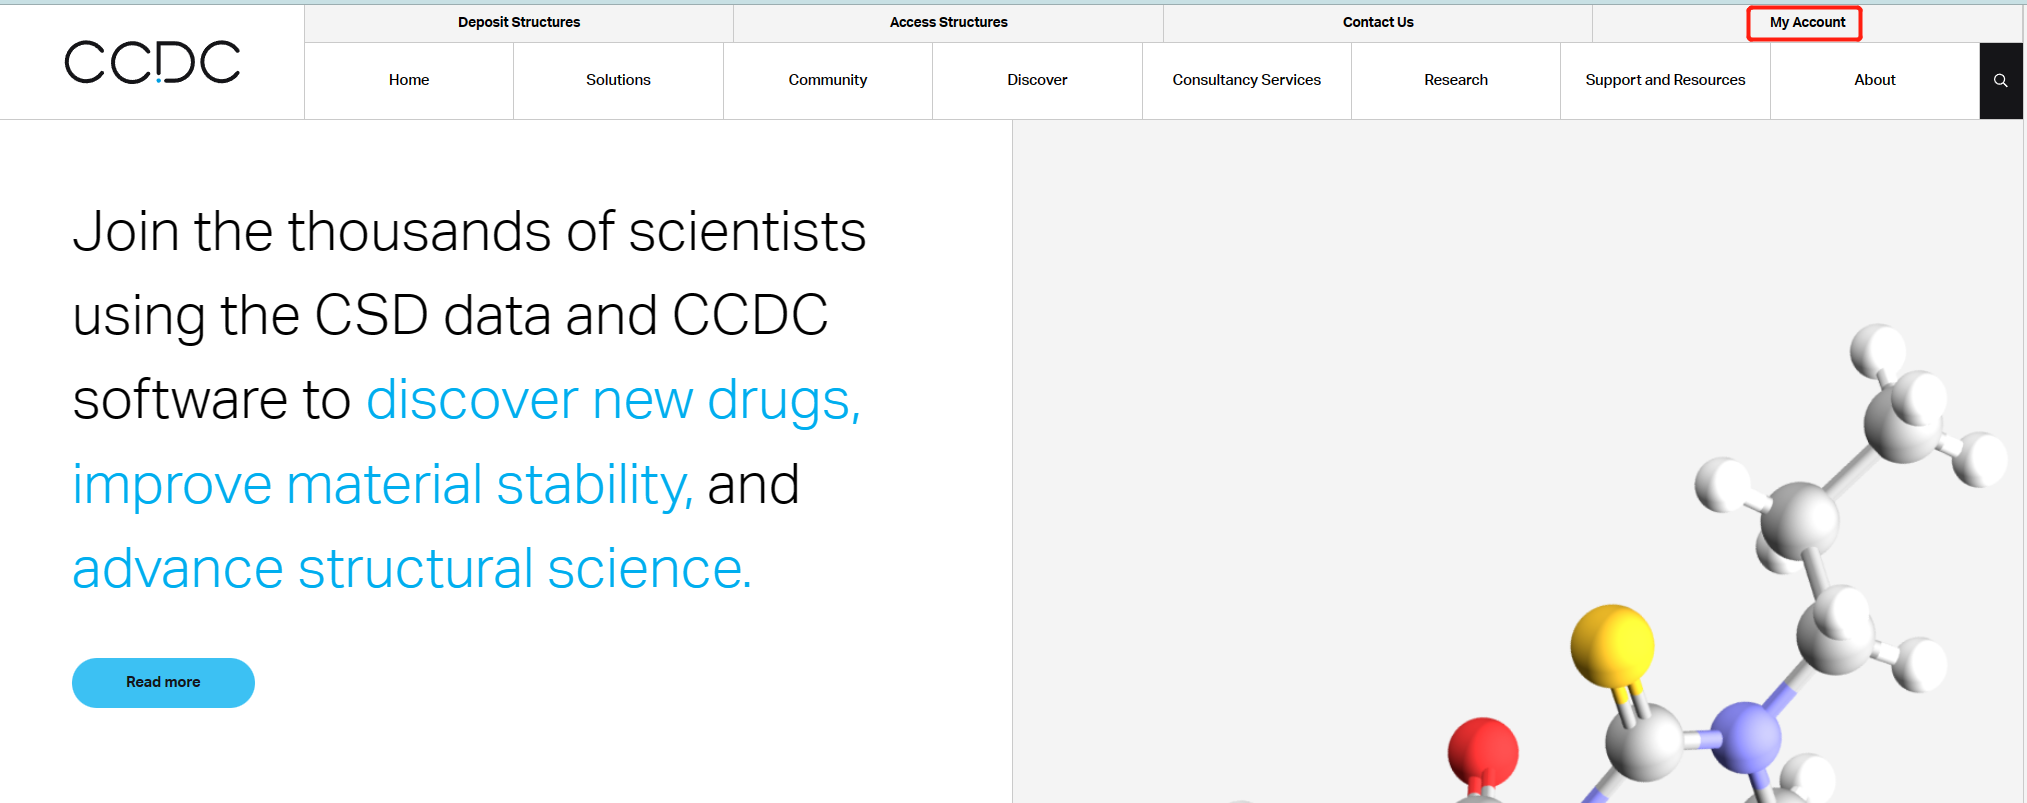 Deposit Structures
Access Structures
Contact Us
My Account
CCDC
Home
Solutions
Community
Discover
Consultancy Services
Research
Support and Resources
About
Join the thousands of scientists
using the CSD data and CCDC
software to discover new drugs,
improve material stability, and
advance structural science.
Read more